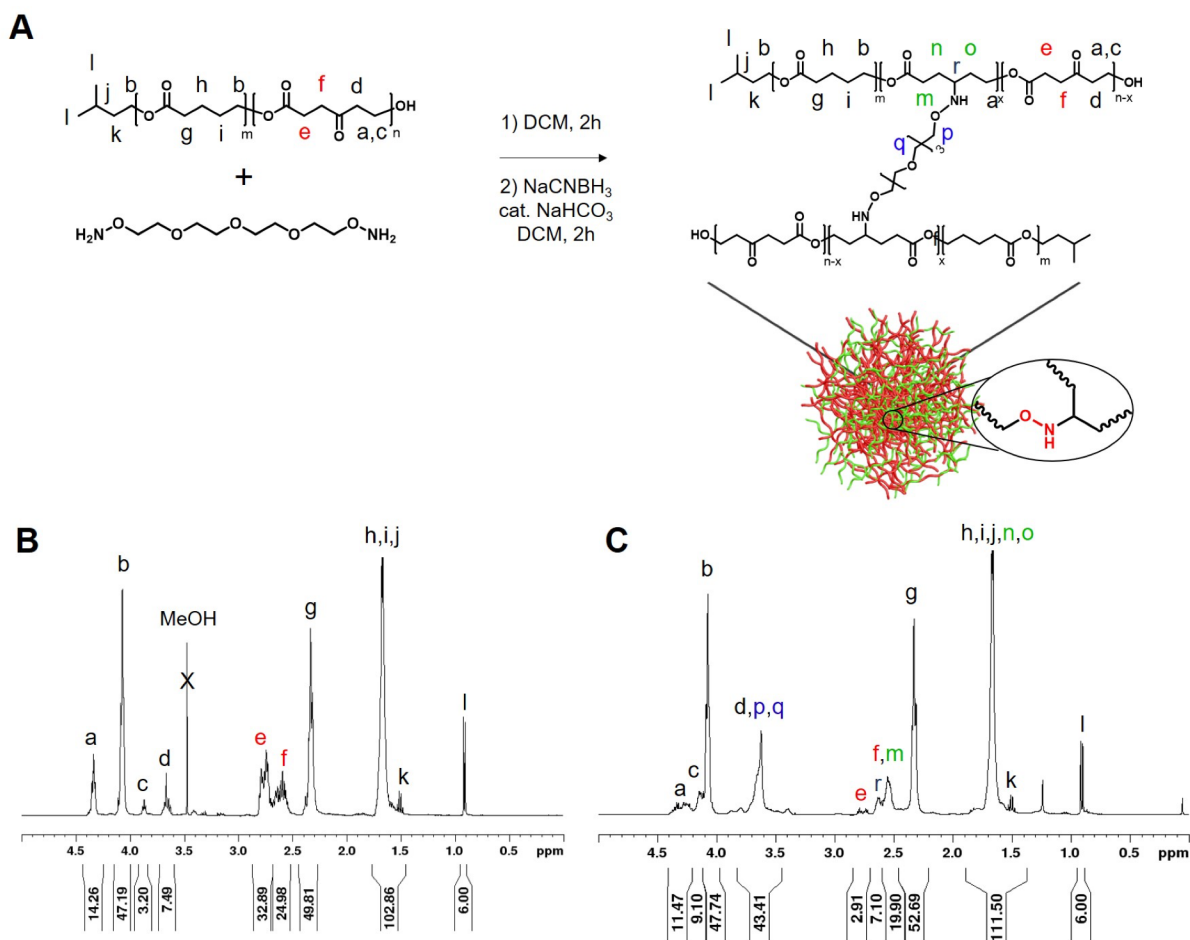 A
l
l
j
b
h
b
f
d
O
O
O
O
O
OH
k
g
i
m
e
a,c
n
+
H2N
O
O
O
O
O
NH2
1) DCM, 2h
2) NaCNBH3
cat. NaHCO3
DCM, 2h
l
l
j
b
h
b
n
o
r
e
a,c
O
O
O
O
O
O
O
OH
k
g
i
m
m
NH
a
x
f
d
n-x
O
q
p
3
O
O
HN
HO
O
O
O
O
O
O
O
n-x
x
m
O
N
H
B
b
MeOH
X
a
c
d
e
f
g
h,i,j
k
l
4.5 4.0 3.5 3.0 2.5 2.0 1.5 1.0 0.5 ppm
14.26 47.19 3.20 7.49 32.89 24.98 49.81 102.86 6.00
C
b
d,p,q
c
a
e
f,m
r
g
h,i,j,n,o
k
l
4.5 4.0 3.5 3.0 2.5 2.0 1.5 1.0 0.5 ppm
11.47 9.10 47.74 43.41 2.91 7.10 19.90 52.69 111.50 6.00